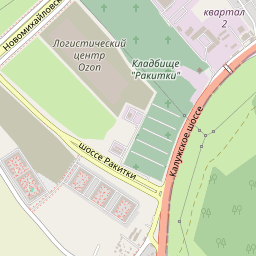 квартал
2
Новомихайловск
Логистический
центр
Ozon
Кладбище
"Ракитки"
Калужское шоссе
шоссе Ракитки